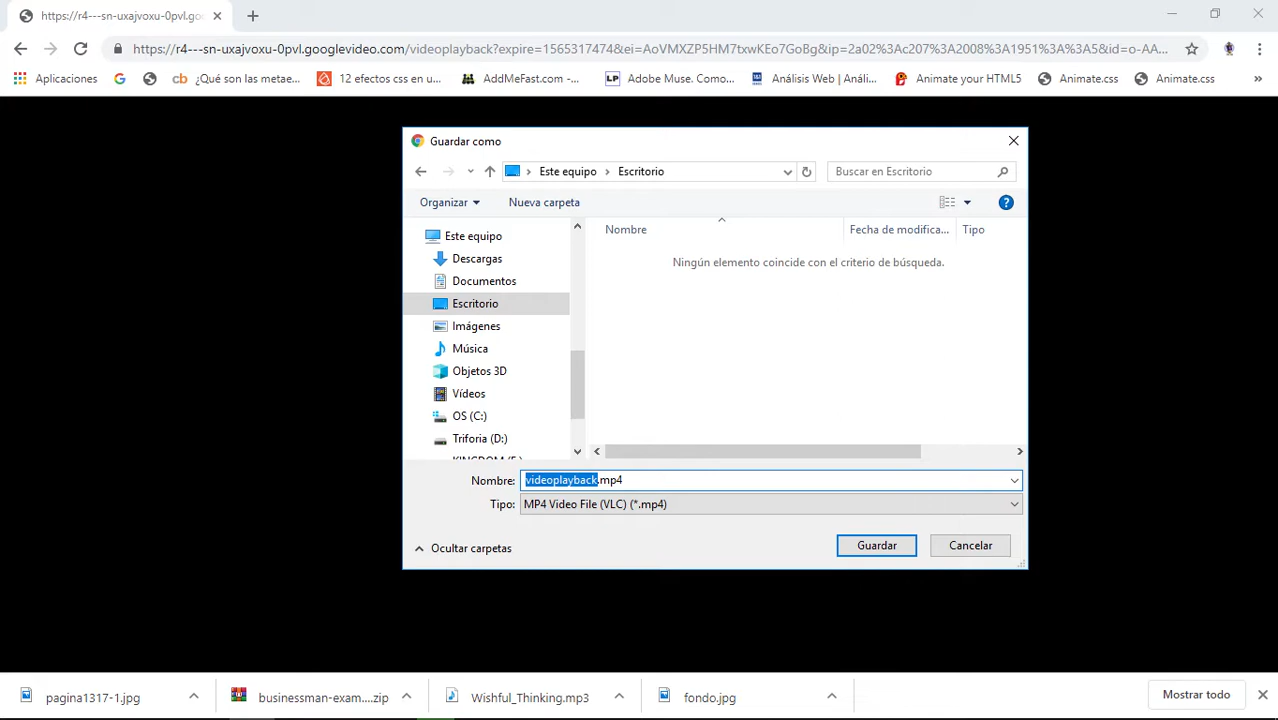 https://r4---sn-uxajvoxu-0pvl.goo
https://r4---sn-uxajvoxu-0pvl.googlevideo.com/videoplayback?expire=1565317474&ei=AoVMXZP5HM7txwKEo7GoBg&ip=2a02%3Ac207%3A2008%3A1951%3A%3A5&id=o-AA...
Aplicaciones
cb ¿Qué son las metae...
12 efectos css en u...
AddMeFast.com -...
LP Adobe Muse. Como...
Análisis Web | Análi...
Animate your HTML5
Animate.css
Animate.css
»
Guardar como
Este equipo > Escritorio
Buscar en Escritorio
Organizar
Nueva carpeta
Este equipo
Descargas
Documentos
Escritorio
Imágenes
Música
Objetos 3D
Vídeos
OS (C:)
Triforia (D:)
KINGDOM (E:)
Nombre
Fecha de modifica...
Tipo
Ningún elemento coincide con el criterio de búsqueda.
Nombre: videoplayback.mp4
Tipo: MP4 Video File (VLC) (*.mp4)
Ocultar carpetas
Guardar
Cancelar
pagina1317-1.jpg
businessman-exam....zip
Wishful_Thinking.mp3
fondo.jpg
Mostrar todo